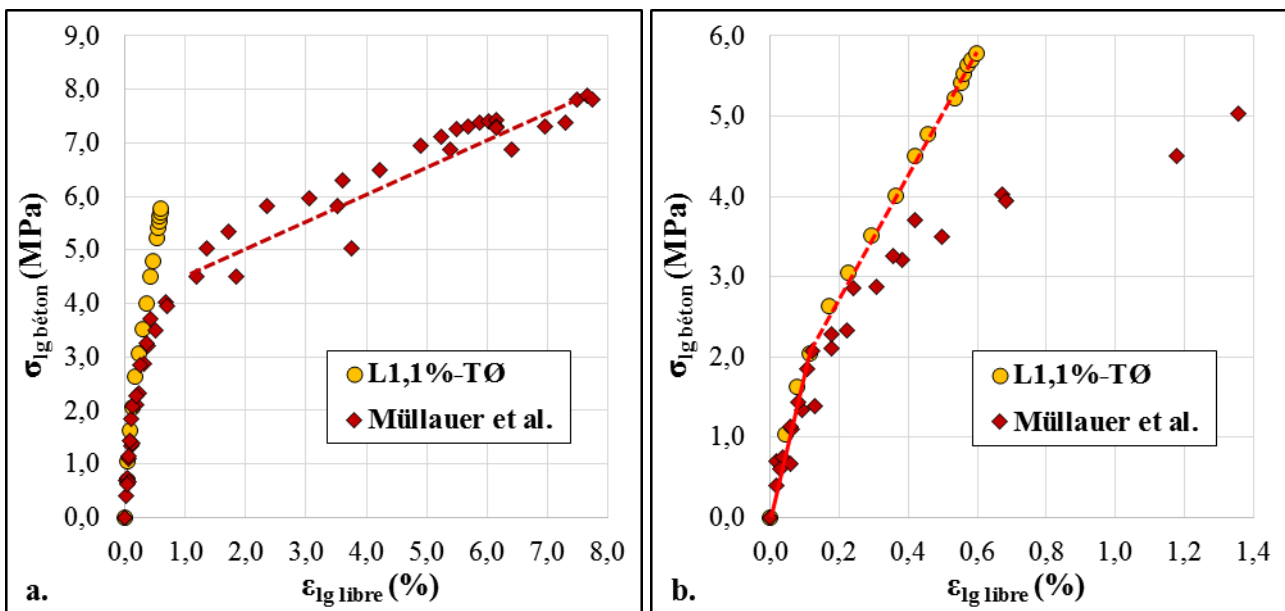 9,0
8,0
7,0
6,0
5,0
4,0
3,0
2,0
1,0
0,0
σlg béton (MPa)
L1,1%-TØ
Müllauer et al.
0,0 1,0 2,0 3,0 4,0 5,0 6,0 7,0 8,0
a. εlg libre (%)
6,0
5,0
4,0
3,0
2,0
1,0
0,0
σlg béton (MPa)
L1,1%-TØ
Müllauer et al.
0,0 0,2 0,4 0,6 0,8 1,0 1,2 1,4
b. εlg libre (%)